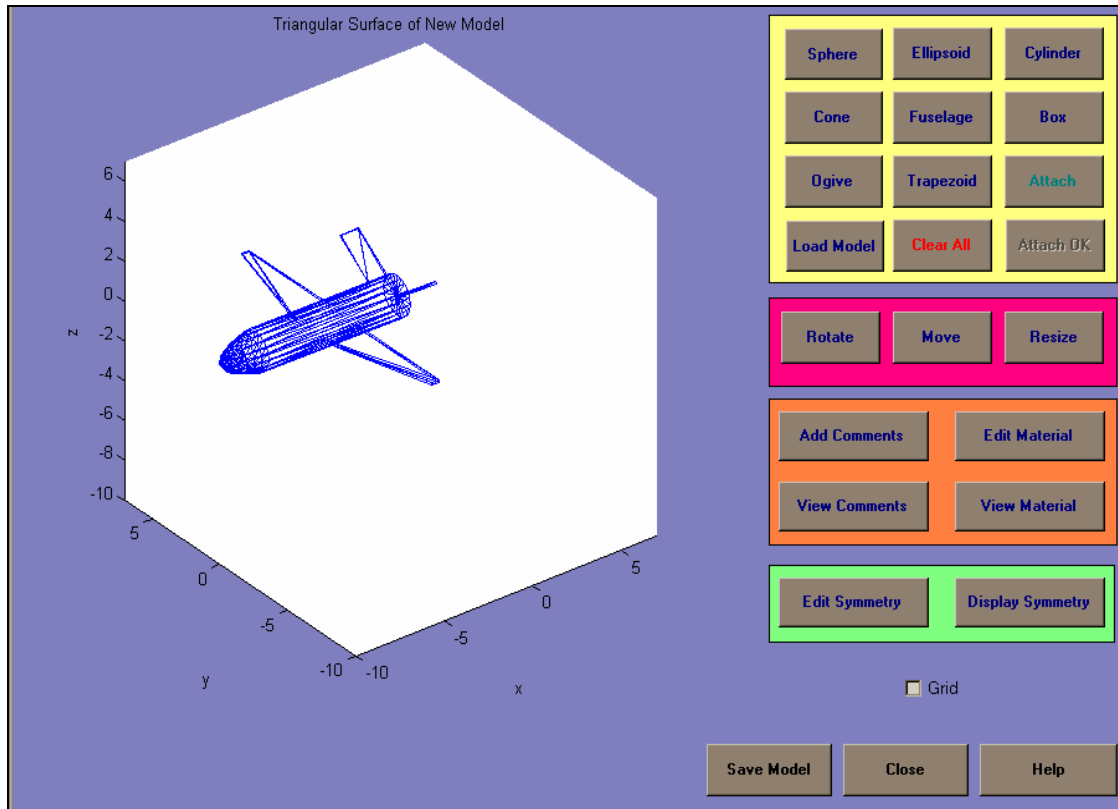 Triangular Surface of New Model
6
4
2
0
-2
-4
-6
-8
-10
z
5
0
-5
-10
y
-10
-5
0
5
x
Sphere Ellipsoid Cylinder
Cone Fuselage Box
Ogive Trapezoid Attach
Load Model Clear All Attach OK
Rotate Move Resize
Add Comments Edit Material
View Comments View Material
Edit Symmetry Display Symmetry
Grid
Save Model Close Help